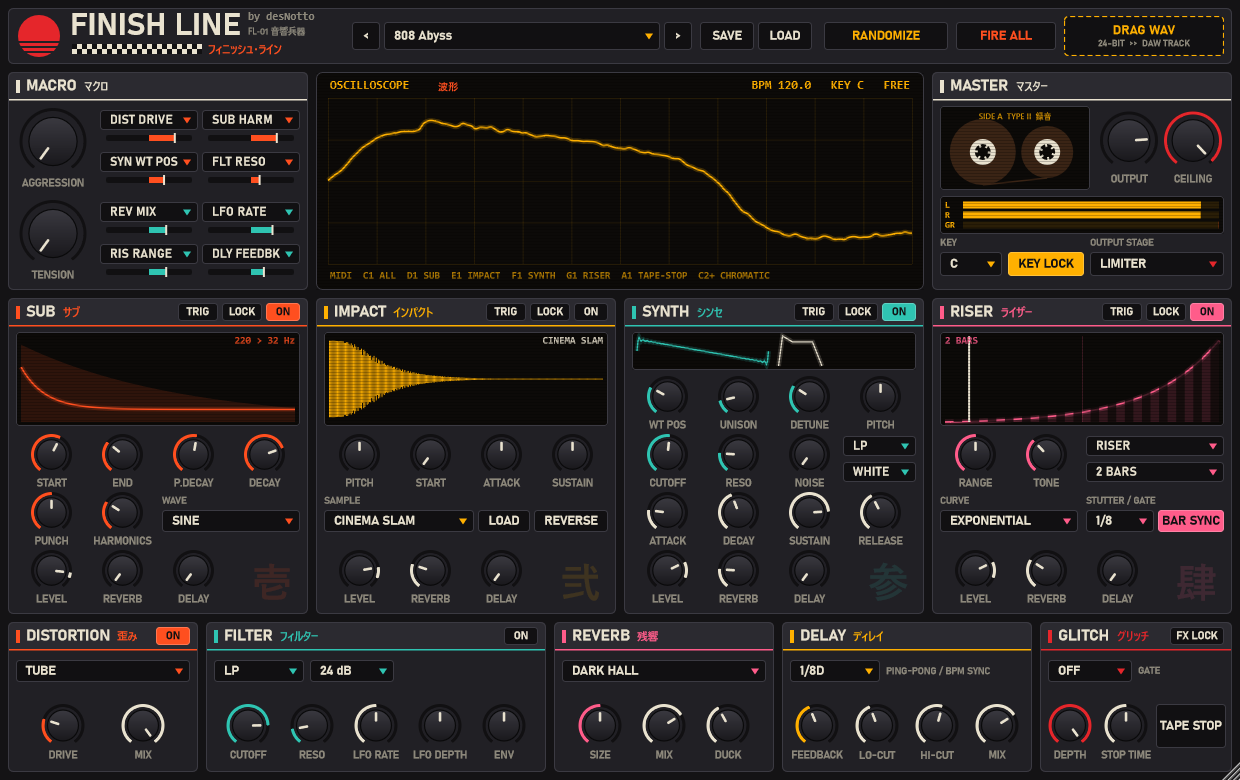 FINISH LINE by desNotto
FL-01 音響兵器
フィニッシュ・ライン
808 Abyss
SAVE
LOAD
RANDOMIZE
FIRE ALL
DRAG WAV
24-BIT >> DAW TRACK
MACRO マクロ
DIST DRIVE
SUB HARM
SYN WT POS
FLT RESO
AGGRESSION
REV MIX
LFO RATE
RIS RANGE
DLY FEEDBK
TENSION
OSCILLOSCOPE 波形
BPM 120.0 KEY C FREE
MIDI C1 ALL D1 SUB E1 IMPACT F1 SYNTH G1 RISER A1 TAPE-STOP C2+ CHROMATIC
MASTER マスター
SIDE A TYPE II 録音
OUTPUT
CEILING
L
R
GR
KEY
OUTPUT STAGE
C
KEY LOCK
LIMITER
SUB サブ
TRIG
LOCK
ON
220 > 32 Hz
START
END
P.DECAY
DECAY
WAVE
SINE
PUNCH
HARMONICS
LEVEL
REVERB
DELAY
壱
IMPACT インパクト
TRIG
LOCK
ON
CINEMA SLAM
PITCH
START
ATTACK
SUSTAIN
SAMPLE
CINEMA SLAM
LOAD
REVERSE
LEVEL
REVERB
DELAY
弐
SYNTH シンセ
TRIG
LOCK
ON
WT POS
UNISON
DETUNE
PITCH
LP
WHITE
CUTOFF
RESO
NOISE
ATTACK
DECAY
SUSTAIN
RELEASE
LEVEL
REVERB
DELAY
参
RISER ライザー
TRIG
LOCK
ON
2 BARS
RANGE
TONE
RISER
2 BARS
CURVE
STUTTER / GATE
EXPONENTIAL
1/8
BAR SYNC
LEVEL
REVERB
DELAY
肆
DISTORTION 歪み
ON
TUBE
DRIVE
MIX
FILTER フィルター
ON
LP
24 dB
CUTOFF
RESO
LFO RATE
LFO DEPTH
ENV
REVERB 残響
DARK HALL
SIZE
MIX
DUCK
DELAY ディレイ
1/8D
PING-PONG / BPM SYNC
FEEDBACK
LO-CUT
HI-CUT
MIX
GLITCH グリッチ
FX LOCK
OFF
GATE
DEPTH
STOP TIME
TAPE STOP